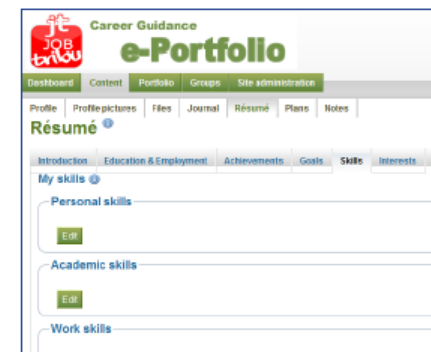 JOB
tribu
Career Guidance
e-Portfolio
Dashboard Content Portfolio Groups Site administration
Profile Profile pictures Files Journal Résumé Plans Notes
Résumé
Introduction Education & Employment Achievements Goals Skills Interests
My skills
Personal skills
Edit
Academic skills
Edit
Work skills